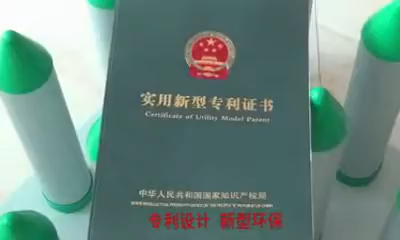 实用新型专利证书
Certificate of Utility Model Patent
中华人民共和国国家知识产权局
专利设计 新型环保